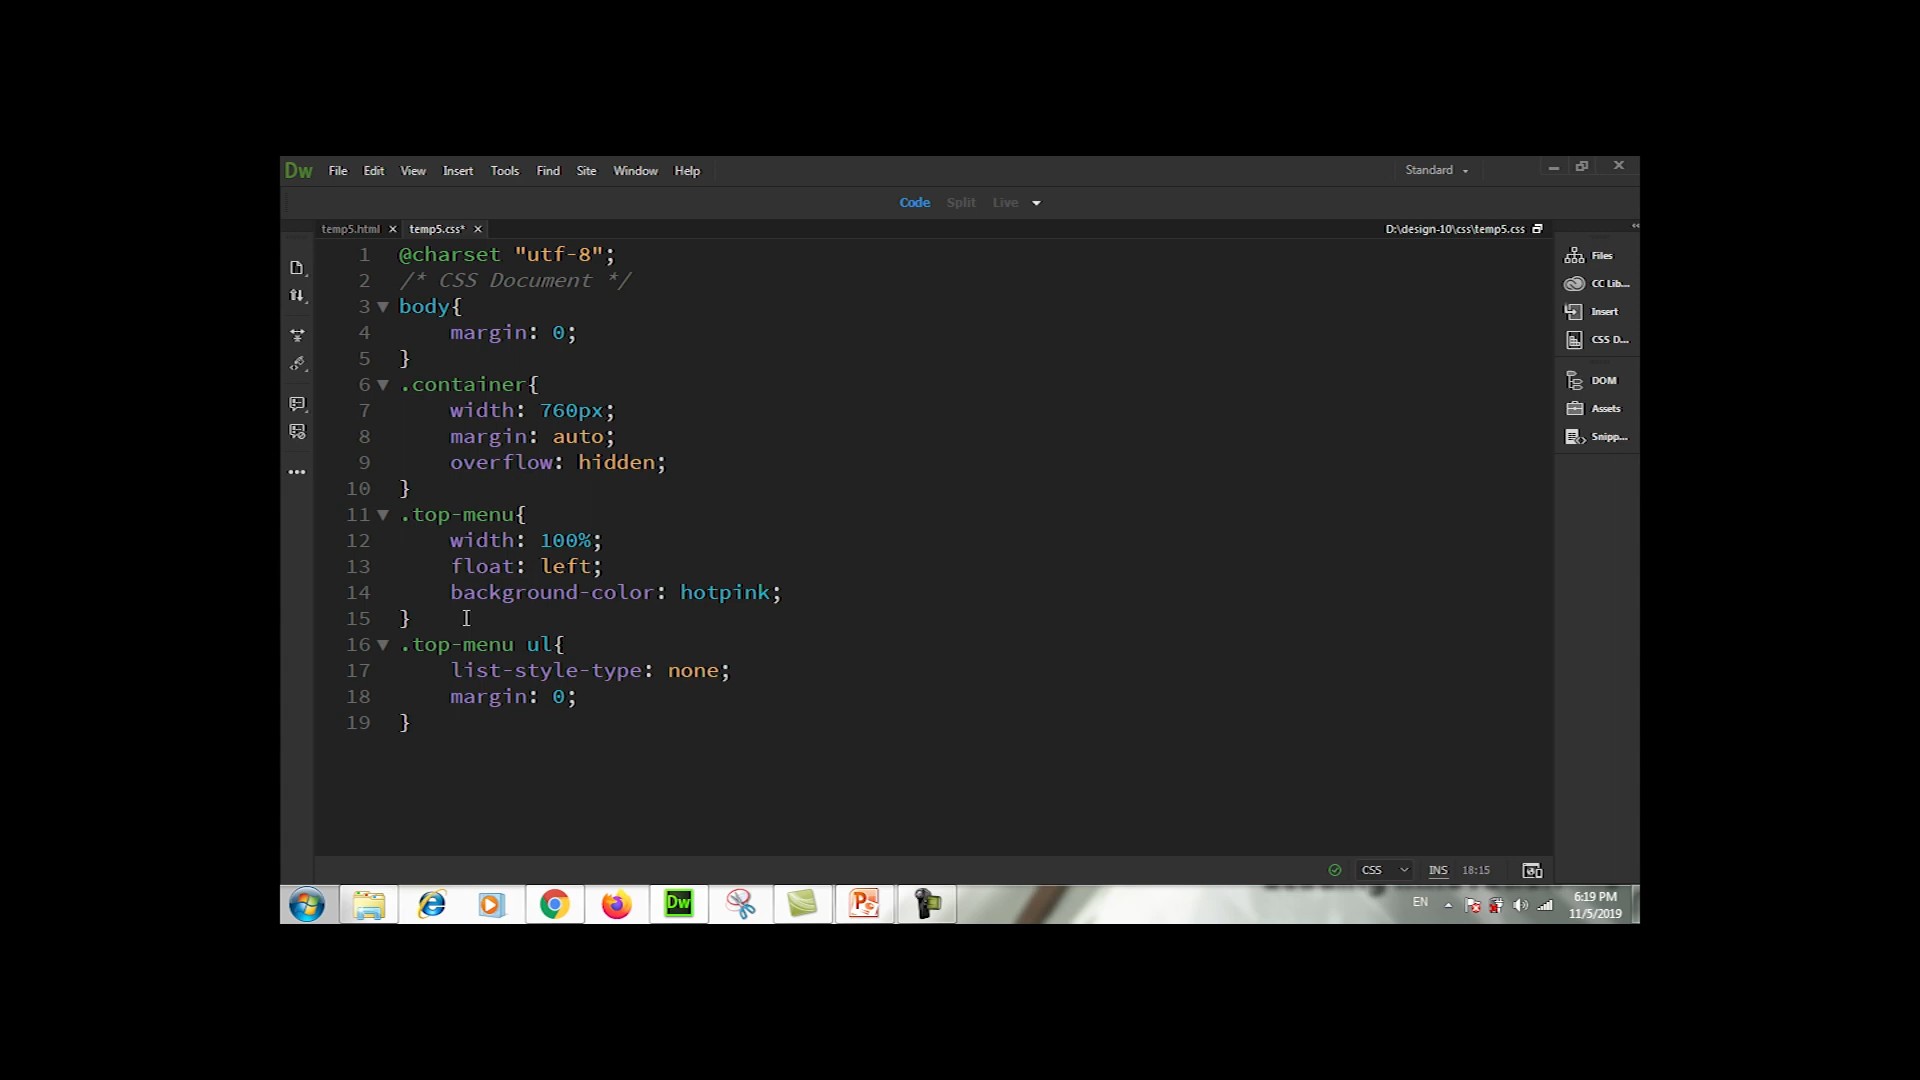 Dw File Edit View Insert Tools Find Site Window Help Standard
Code Split Live
temp5.html × temp5.css* × D:\design-10\css\temp5.css
1 @charset "utf-8";
2 /* CSS Document */
3 body{
4 margin: 0;
5 }
6 .container{
7 width: 760px;
8 margin: auto;
9 overflow: hidden;
10 }
11 .top-menu{
12 width: 100%;
13 float: left;
14 background-color: hotpink;
15 }
16 .top-menu ul{
17 list-style-type: none;
18 margin: 0;
19 }
Files
CC Lib...
Insert
CSS D...
DOM
Assets
Snipp...
CSS INS 18:15
Dw
EN
6:19 PM
11/5/2019